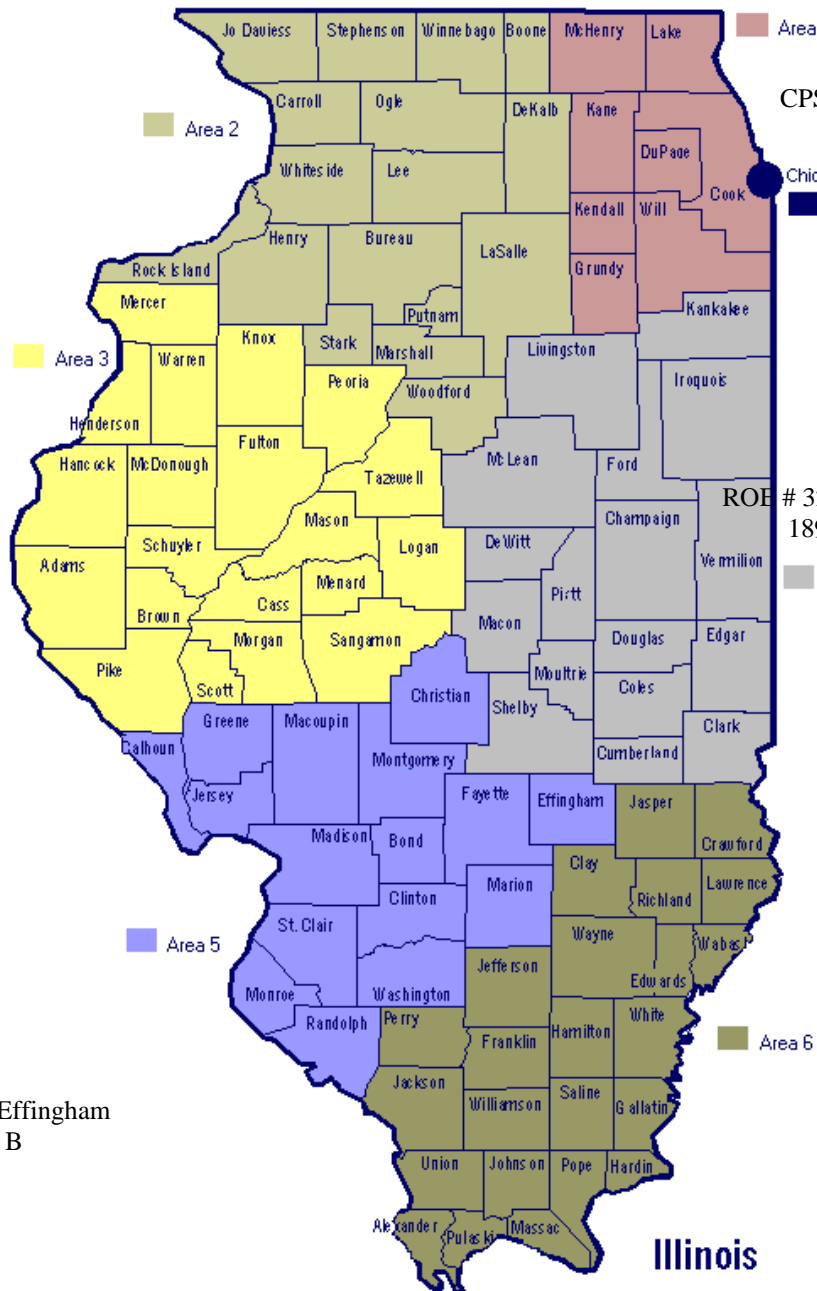 Jo Daviess Stephenson Winnebago Boone McHenry Lake Area
CPS
Carroll Ogle DeKalb Kane
Area 2
DuPage
Whiteside Lee Chic
Cook
Kendall Will
Henry Bureau LaSalle
Rock Island Grundy
Mercer Kankakee
Putnam
Knox Stark Livingston
Area 3 Warren Marshall
Peoria Iroquois
Woodford
Henderson
Fulton
Hancock McDonough McLean Ford
Tazewell
ROE # 3
Mason Champaign
189
Schuyler Logan DeWitt
Adams Vermilion
Menard
Cass Piatt
Brown Macon
Morgan Sangamon Douglas Edgar
Pike Moultrie
Scott Christian Coles
Shelby
Greene Macoupin Clark
Calhoun Cumberland
Montgomery
Jersey Fayette Effingham Jasper
Madison Bond Crawford
Clay
Marion Lawrence
Clinton Richland
St. Clair
Area 5 Wayne Wabash
Jefferson
Edwards
Monroe Washington
Randolph Perry White
Hamilton
Franklin Area 6
Jackson Saline
Williamson Gallatin
Effingham
B
Union Johnson Pope Hardin
Alexander Massac
Pulaski
Illinois